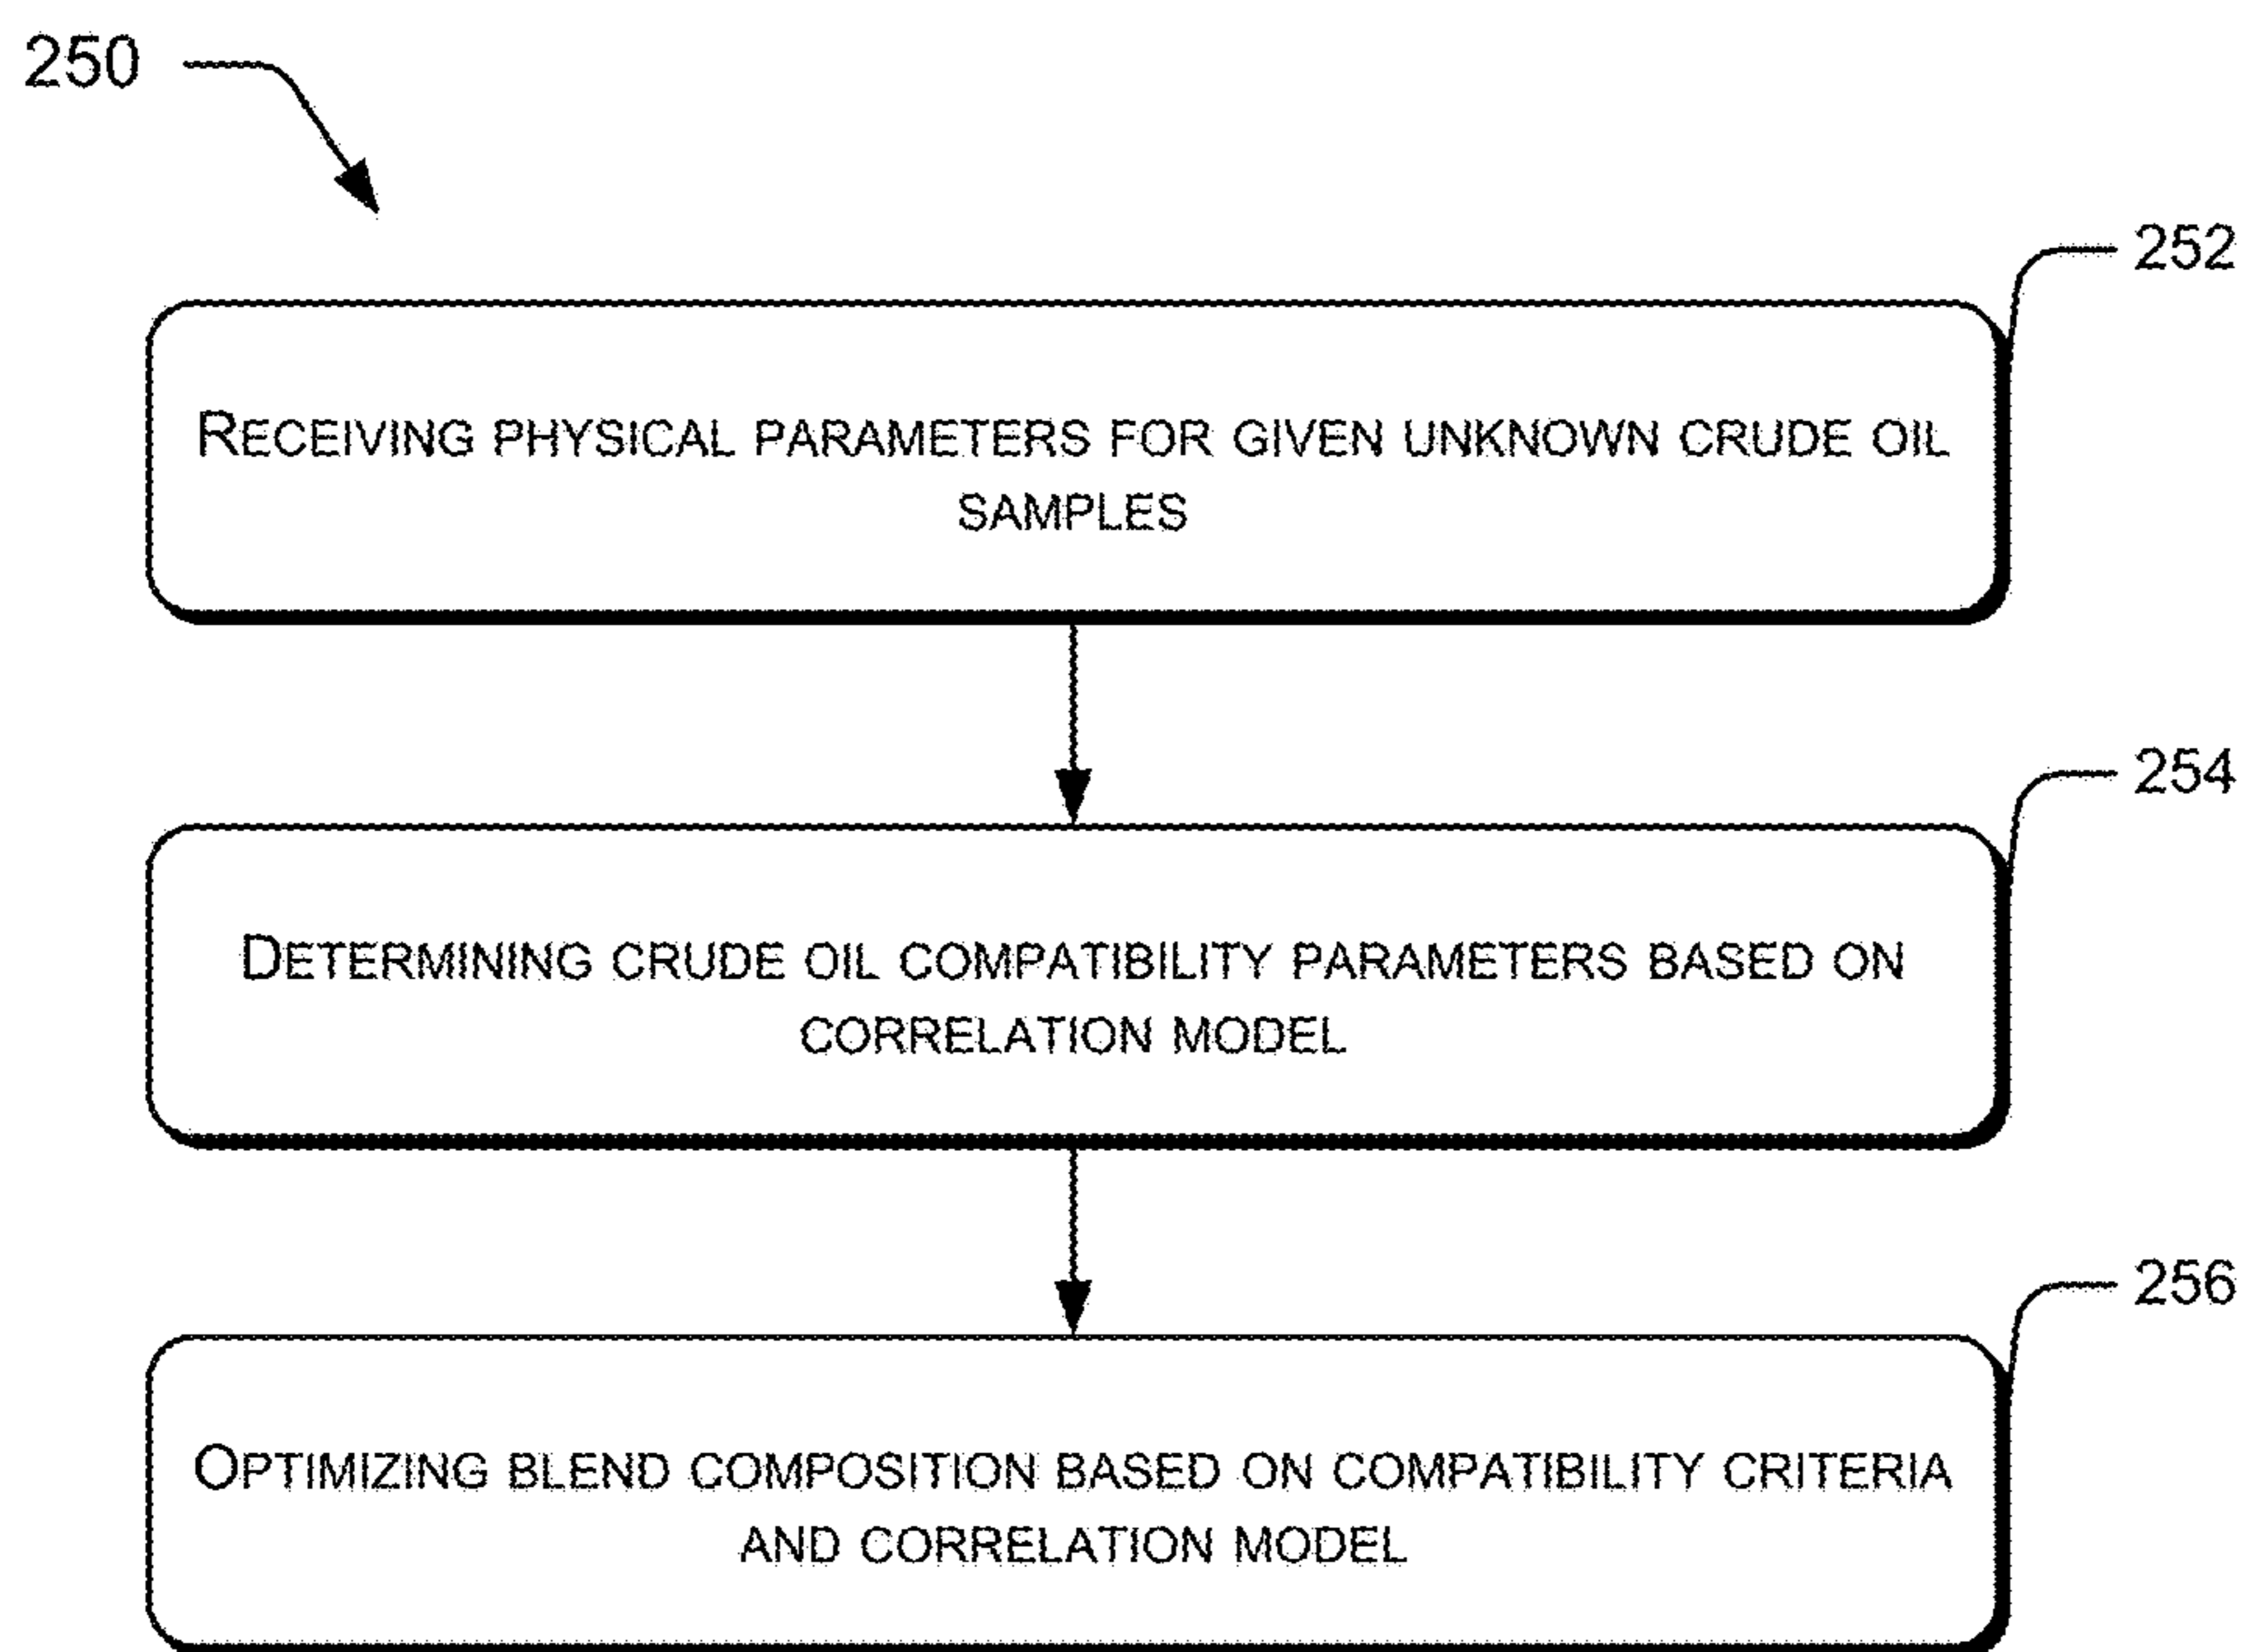 250
252
RECEIVING PHYSICAL PARAMETERS FOR GIVEN UNKNOWN CRUDE OIL
SAMPLES
254
DETERMINING CRUDE OIL COMPATIBILITY PARAMETERS BASED ON
CORRELATION MODEL
256
OPTIMIZING BLEND COMPOSITION BASED ON COMPATIBILITY CRITERIA
AND CORRELATION MODEL